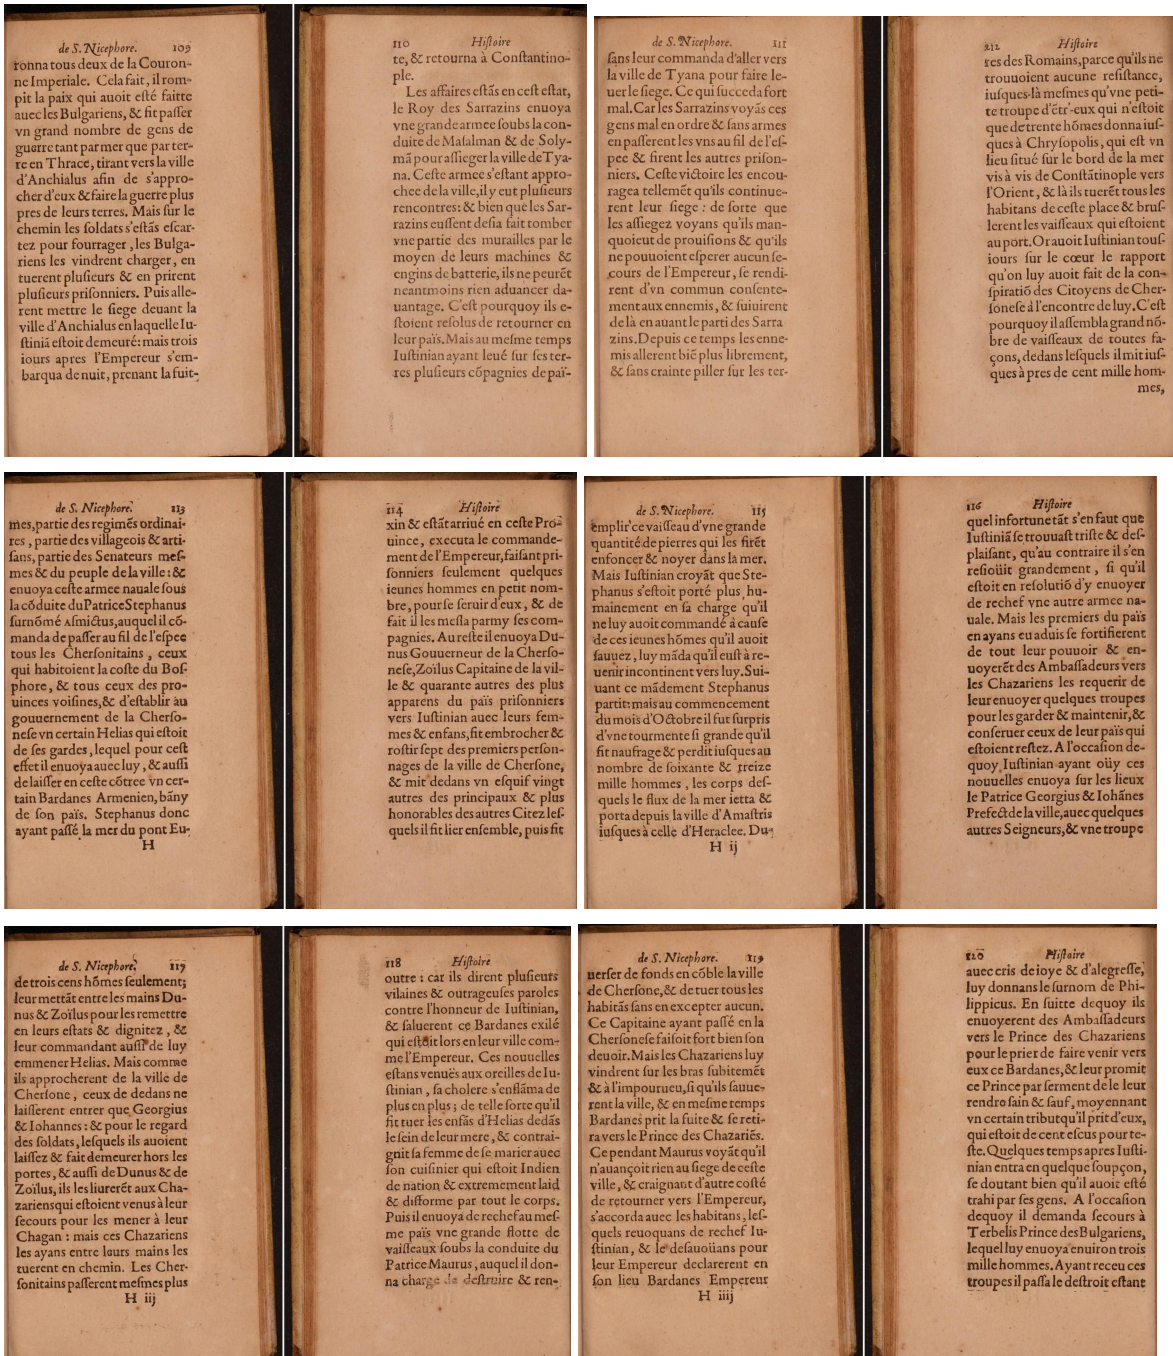 de S. Nicephore. 109
ronna tous deux de la Couron-
ne Imperiale. Cela fait, il rom-
pit la paix qui auoit esté faitte
auec les Bulgariens, & fit passer
vn grand nombre de gens de
guerre tant par mer que par ter-
re en Thrace, tirant vers la ville
d'Anchialus afin de s'appro-
cher d'eux & faire la guerre plus
pres de leurs terres. Mais sur le
chemin les soldats s'estãs escar-
tez pour fourrager, les Bulga-
riens les vindrent charger, en
tuerent plusieurs & en prirent
plusieurs prisonniers. Puis alle-
rent mettre le siege deuant la
ville d'Anchialus en laquelle Iu-
stiniã estoit demeuré: mais trois
iours apres l'Empereur s'em-
barqua de nuit, prenant la fuit-
110 Histoire
te, & retourna à Constantino-
ple.
Les affaires estãs en cest estat,
le Roy des Sarrazins enuoya
vne grande armee soubs la con-
duite de Masalman & de Soly-
mã pour assieger la ville de Tya-
na. Ceste armee s'estant appro-
chee de la ville, il y eut plusieurs
rencontres: & bien que les Sar-
razins eussent desia fait tomber
vne partie des murailles par le
moyen de leurs machines &
engins de batterie, ils ne peurẽt
neantmoins rien aduancer da-
uantage. C'est pourquoy ils e-
stoient resolus de retourner en
leur païs. Mais au mesme temps
Iustinian ayant leué sur ses ter-
res plusieurs cõpagnies de paï-
de S. Nicephore. 111
sans leur commanda d'aller vers
la ville de Tyana pour faire le-
uer le siege. Ce qui succeda fort
mal. Car les Sarrazins voyãs ces
gens mal en ordre & sans armes
en passerent les vns au fil de l'es-
pee & firent les autres prison-
niers. Ceste victoire les encou-
ragea tellemẽt qu'ils continue-
rent leur siege : de sorte que
les assiegez voyans qu'ils man-
quoient de prouisions & qu'ils
ne pouuoient esperer aucun se-
cours de l'Empereur, se rendi-
rent d'vn commun consente-
ment aux ennemis, & suiuirent
de là en auant le parti des Sarra
zins. Depuis ce temps les enne-
mis allerent biẽ plus librement,
& sans crainte piller sur les ter-
212 Histoire
res des Romains, parce qu'ils ne
trouuoient aucune resistance,
iusques-là mesmes qu'vne peti-
te troupe d'ẽtr'-eux qui n'estoit
que de trente hõmes donna ius-
ques à Chrysopolis, qui est vn
lieu situé sur le bord de la mer
vis à vis de Constãtinople vers
l'Orient, & là ils tuerẽt tous les
habitans de ceste place & brus-
lerent les vaisseaux qui estoient
au port. Or auoit Iustinian tous-
iours sur le cœur le rapport
qu'on luy auoit fait de la con-
spiratiõ des Citoyens de Cher-
sonese à l'encontre de luy. C'est
pourquoy il assembla grand nõ-
bre de vaisseaux de toutes fa-
çons, dedans lesquels il mit ius-
ques à pres de cent mille hom-
mes,
de S. Nicephore. 113
mes, partie des regimẽs ordinai-
res, partie des villageois & arti-
sans, partie des Senateurs mes-
mes & du peuple de la ville: &
enuoya ceste armee nauale sous
la cõduite du Patrice Stephanus
surnõmé Asmictus, auquel il cõ-
manda de passer au fil de l'espee
tous les Chersonitains, ceux
qui habitoient la coste du Bos-
phore, & tous ceux des pro-
uinces voisines, & d'establir au
gouuernement de la Cherso-
nese vn certain Helias qui estoit
de ses gardes, lequel pour cest
effet il enuoya auec luy, & aussi
de laisser en ceste cõtree vn cer-
tain Bardanes Armenien, bãny
de son païs. Stephanus donc
ayant passé la mer du pont Eu-
H
114 Histoire
xin & estãt arriué en ceste Pro-
uince, executa le commande-
ment de l'Empereur, faisant pri-
sonniers seulement quelques
ieunes hommes en petit nom-
bre, pour se seruir d'eux, & de
fait il les mesla parmy ses com-
pagnies. Au reste il enuoya Du-
nus Gouuerneur de la Cherso-
nese, Zoïlus Capitaine de la vil-
le & quarante autres des plus
apparens du païs prisonniers
vers Iustinian auec leurs fem-
mes & enfans, fit embrocher &
rostir sept des premiers person-
nages de la ville de Chersone,
& mit dedans vn esquif vingt
autres des principaux & plus
honorables des autres Citez les-
quels il fit lier ensemble, puis fit
de S. Nicephore. 115
emplir ce vaisseau d'vne grande
quantité de pierres qui les firẽt
enfoncer & noyer dans la mer.
Mais Iustinian croyãt que Ste-
phanus s'estoit porté plus hu-
mainement en sa charge qu'il
ne luy auoit commandé à cause
de ces ieunes hõmes qu'il auoit
sauuez, luy mãda qu'il eust à re-
uenir incontinent vers luy. Sui-
uant ce mãdement Stephanus
partit: mais au commencement
du mois d'Octobre il fut surpris
d'vne tourmente si grande qu'il
fit naufrage & perdit iusques au
nombre de soixante & treize
mille hommes, les corps des-
quels le flux de la mer ietta &
porta depuis la ville d'Amastris
iusques à celle d'Heraclee. Du-
H ij
116 Histoire
quel infortune tãt s'en faut que
Iustiniã se trouuast triste & des-
plaisant, qu'au contraire il s'en
resioüit grandement, si qu'il
estoit en resolutiõ d'y enuoyer
de rechef vne autre armee na-
uale. Mais les premiers du païs
en ayans eu aduis se fortifierent
de tout leur pouuoir & en-
uoyerẽt des Ambassadeurs vers
les Chazariens les requerir de
leur enuoyer quelques troupes
pour les garder & maintenir, &
conseruer ceux de leur païs qui
estoient restez. A l'occasion de-
quoy Iustinian ayant oüy ces
nouuelles enuoya sur les lieux
le Patrice Georgius & Iohãnes
Prefect de la ville, auec quelques
autres Seigneurs, & vne troupe
de S. Nicephore. 117
de trois cens hõmes seulement;
leur mettãt entre les mains Du-
nus & Zoïlus pour les remettre
en leurs estats & dignitez, &
leur commandant aussi de luy
emmener Helias. Mais comme
ils approcherent de la ville de
Chersone, ceux de dedans ne
laisserent entrer que Georgius
& Iohannes: & pour le regard
des soldats, lesquels ils auoient
laissez & fait demeurer hors les
portes, & aussi de Dunus & de
Zoïlus, ils les liurerẽt aux Cha-
zariens qui estoient venus à leur
secours pour les mener à leur
Chagan : mais ces Chazariens
les ayans entre leurs mains les
tuerent en chemin. Les Cher-
sonitains passerent mesmes plus
H iij
118 Histoire
outre : car ils dirent plusieurs
vilaines & outrageuses paroles
contre l'honneur de Iustinian,
& saluerent ce Bardanes exilé
qui estoit lors en leur ville com-
me l'Empereur. Ces nouuelles
estans venuës aux oreilles de Iu-
stinian, sa cholere s'enflãma de
plus en plus; de telle sorte qu'il
fit tuer les enfãs d'Helias dedãs
le sein de leur mere, & contrai-
gnit sa femme de se marier auec
son cuisinier qui estoit Indien
de nation & extremement laid
& difforme par tout le corps.
Puis il enuoya de rechef au mes-
me païs vne grande flotte de
vaisseaux soubs la conduite du
Patrice Maurus, auquel il don-
na charge de destruire & ren-
de S. Nicephore. 119
uerser de fonds en cõble la ville
de Chersone, & de tuer tous les
habitãs sans en excepter aucun.
Ce Capitaine ayant passé en la
Chersonese faisoit fort bien son
deuoir. Mais les Chazariens luy
vindrent sur les bras subitemẽt
& à l'impourueu, si qu'ils sauue-
rent la ville, & en mesme temps
Bardanes prit la fuite & se reti-
ra vers le Prince des Chazariẽs.
Ce pendant Maurus voyãt qu'il
n'auançoit rien au siege de ceste
ville, & craignant d'autre costé
de retourner vers l'Empereur,
s'accorda auec les habitans, les-
quels reuoquans de rechef Iu-
stinian, & le desauoüans pour
leur Empereur declarerent en
son lieu Bardanes Empereur
H iiij
120 Histoire
auec cris de ioye & d'alegresse,
luy donnans le surnom de Phi-
lippicus. En suitte dequoy ils
enuoyerent des Ambassadeurs
vers le Prince des Chazariens
pour le prier de faire venir vers
eux ce Bardanes, & leur promit
ce Prince par serment de le leur
rendre sain & sauf, moyennant
vn certain tribut qu'il prit d'eux,
qui estoit de cent escus pour te-
ste. Quelques temps apres Iusti-
nian entra en quelque soupçon,
se doutant bien qu'il auoit esté
trahi par ses gens. A l'occasion
dequoy il demanda secours à
Terbelis Prince des Bulgariens,
lequel luy enuoya enuiron trois
mille hommes. Ayant receu ces
troupes il passa le destroit estant